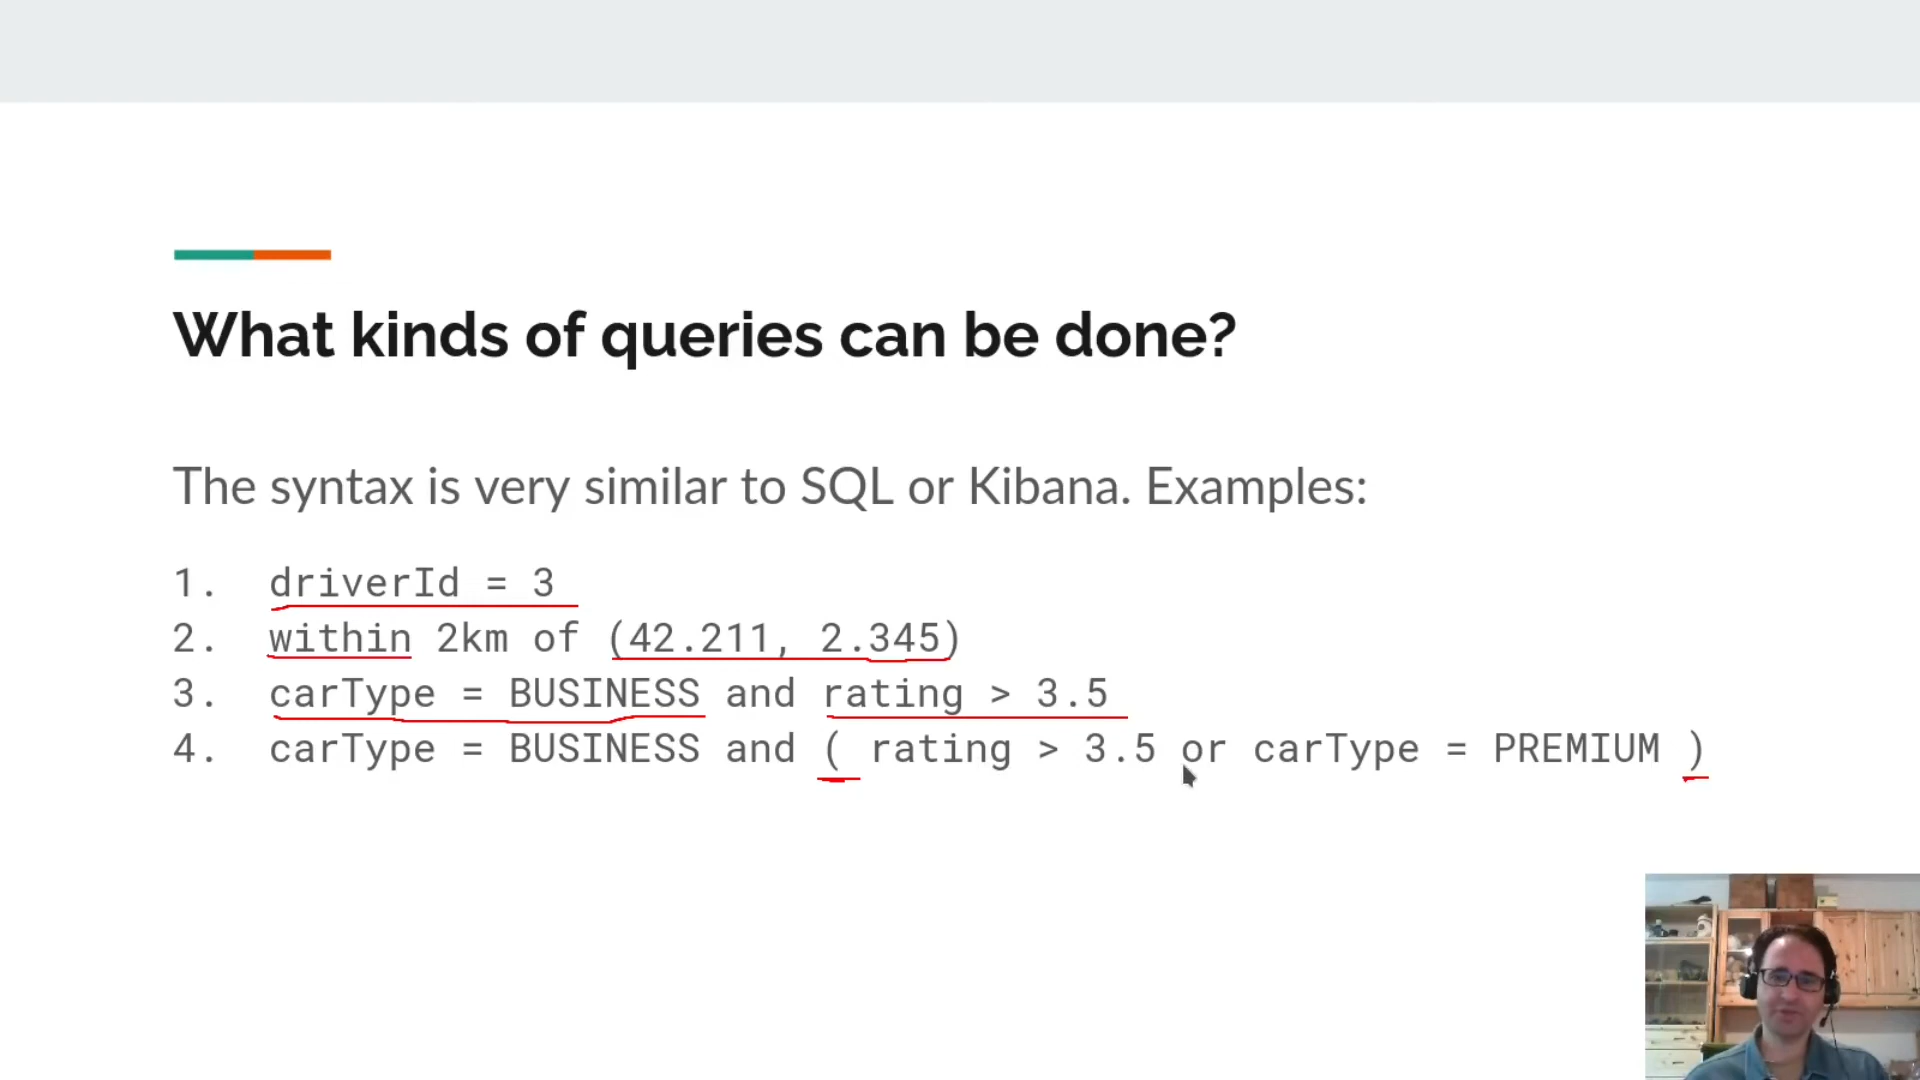 What kinds of queries can be done?
The syntax is very similar to SQL or Kibana. Examples:
1. driverId = 3
2. within 2km of (42.211, 2.345)
3. carType = BUSINESS and rating > 3.5
4. carType = BUSINESS and ( rating > 3.5 or carType = PREMIUM )